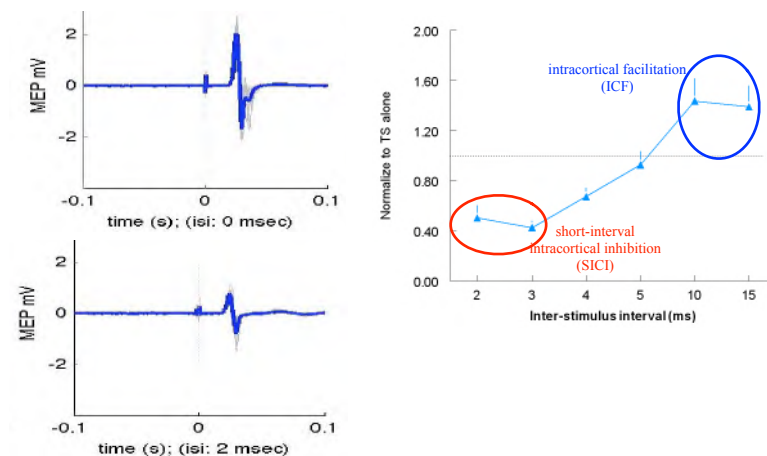 MEP mV
2
0
-2
-0.1
0
0.1
time (s); (isi: 0 msec)
MEP mV
2
0
-2
-0.1
0
0.1
time (s); (isi: 2 msec)
Normalize to TS alone
2.00
1.60
1.20
0.80
0.40
0.00
intracortical facilitation
(ICF)
short-interval
intracortical inhibition
(SICI)
2
3
4
5
10
15
Inter-stimulus interval (ms)